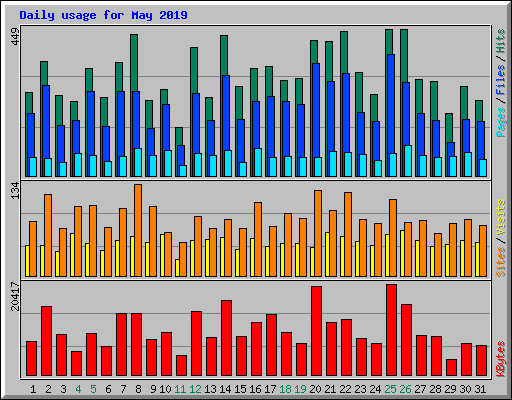 Daily usage for May 2019
449
Pages / Files / Hits
134
Sites / Visits
20417
KBytes
1 2 3 4 5 6 7 8 9 10 11 12 13 14 15 16 17 18 19 20 21 22 23 24 25 26 27 28 29 30 31